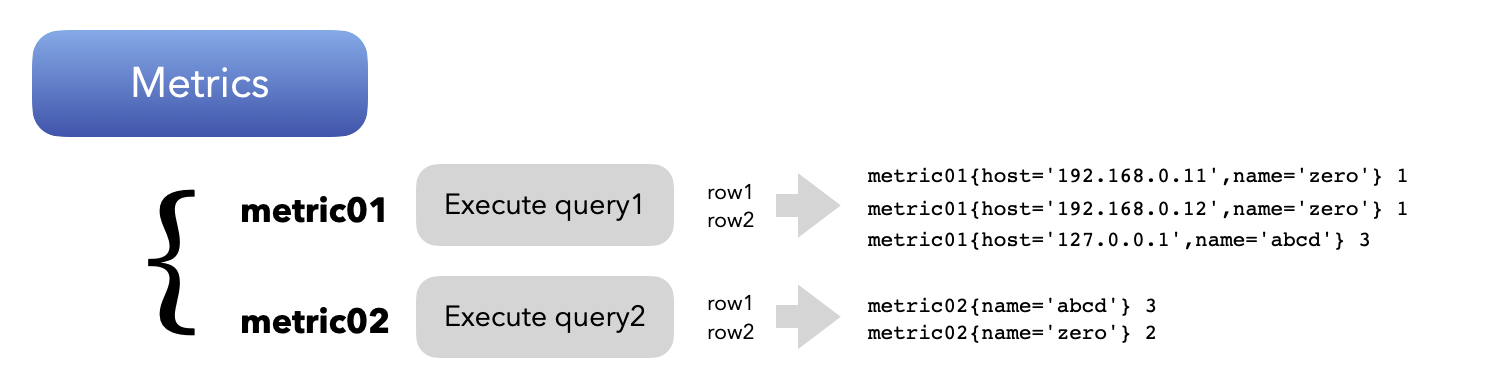 Metrics
{
metric01
Execute query1
row1
row2
metric01{host='192.168.0.11',name='zero'} 1
metric01{host='192.168.0.12',name='zero'} 1
metric01{host='127.0.0.1',name='abcd'} 3
metric02
Execute query2
row1
row2
metric02{name='abcd'} 3
metric02{name='zero'} 2